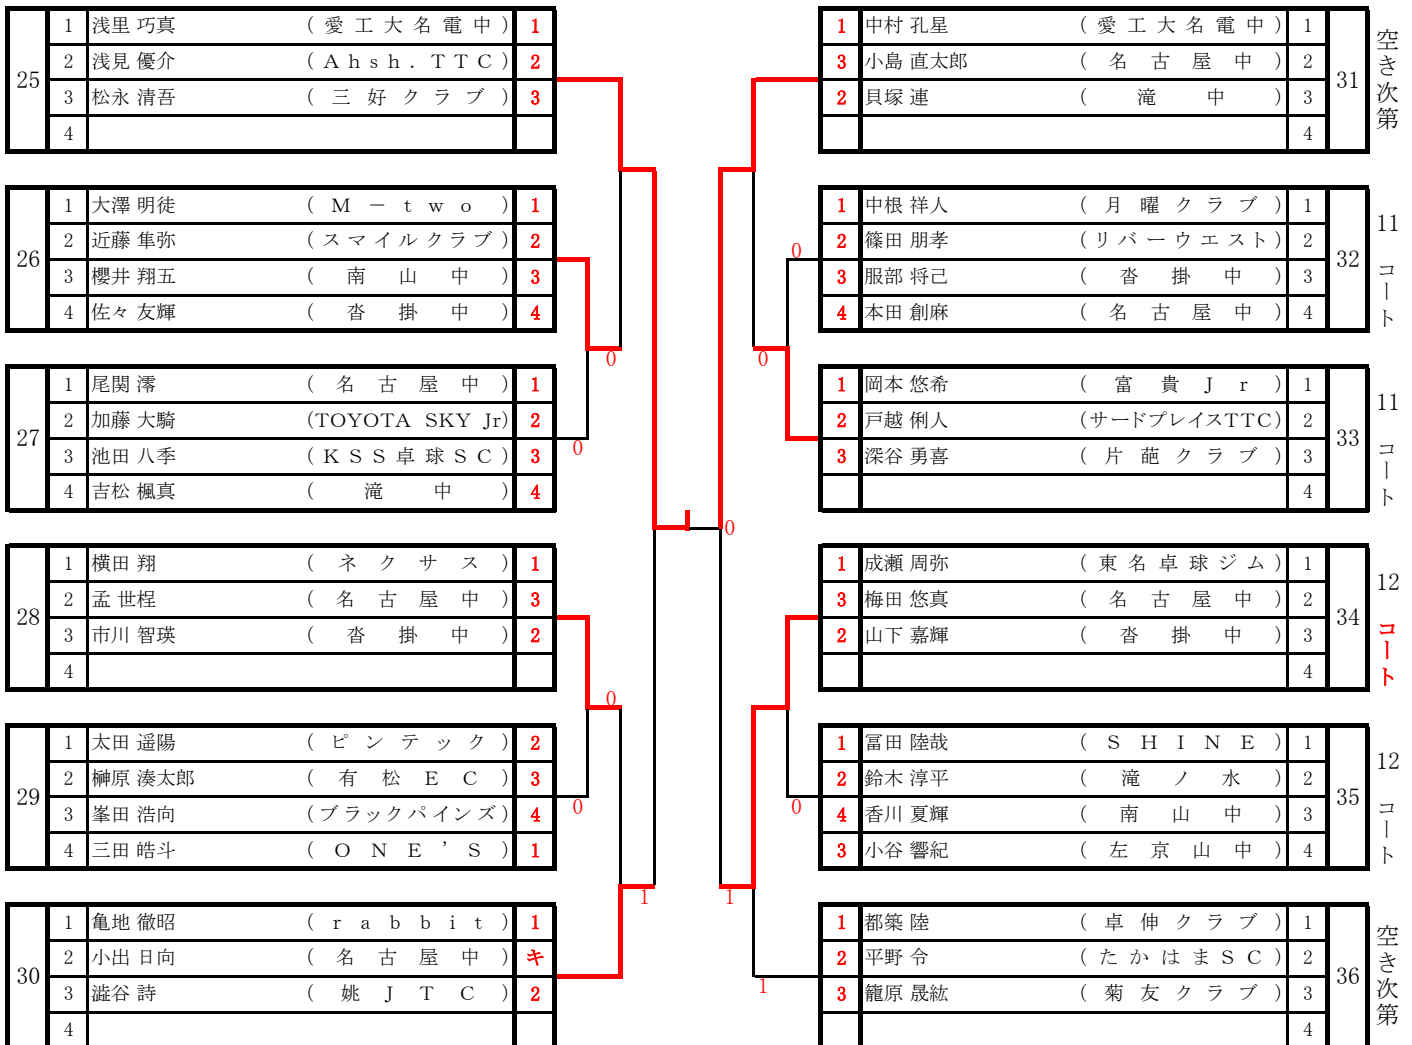 25
1 浅里 巧真 (愛工大名電中) 1
2 浅見 優介 (Ahsh.TTC) 2
3 松永 清吾 (三好クラブ) 3
4
26
1 大澤 明徒 (M－two) 1
2 近藤 隼弥 (スマイルクラブ) 2
3 櫻井 翔五 (南山中) 3
4 佐々 友輝 (沓掛中) 4
27
1 尾関 澪 (名古屋中) 1
2 加藤 大騎 (TOYOTA SKY Jr) 2
3 池田 八季 (KSS卓球SC) 3
4 吉松 楓真 (滝中) 4
28
1 横田 翔 (ネクサス) 1
2 孟 世桯 (名古屋中) 3
3 市川 智瑛 (沓掛中) 2
4
29
1 太田 遥陽 (ピンテック) 2
2 榊原 湊太郎 (有松EC) 3
3 峯田 浩向 (ブラックパインズ) 4
4 三田 皓斗 (ONE'S) 1
30
1 亀地 徹昭 (rabbit) 1
2 小出 日向 (名古屋中) キ
3 澁谷 詩 (姚JTC) 2
4
0
0
0
0
1
0
0
0
0
1
1
1 中村 孔星 (愛工大名電中) 1
3 小島 直太郎 (名古屋中) 2
2 貝塚 連 (滝中) 3
4
31
空き次第
1 中根 祥人 (月曜クラブ) 1
2 篠田 朋孝 (リバーウエスト) 2
3 服部 将己 (沓掛中) 3
4 本田 創麻 (名古屋中) 4
32
11コート
1 岡本 悠希 (富貴Jr) 1
2 戸越 俐人 (サードプレイスTTC) 2
3 深谷 勇喜 (片葩クラブ) 3
4
33
11コート
1 成瀬 周弥 (東名卓球ジム) 1
3 梅田 悠真 (名古屋中) 2
2 山下 嘉輝 (沓掛中) 3
4
34
12コート
1 冨田 陸哉 (SHINE) 1
2 鈴木 淳平 (滝ノ水) 2
4 香川 夏輝 (南山中) 3
3 小谷 響紀 (左京山中) 4
35
12コート
1 都築 陸 (卓伸クラブ) 1
2 平野 令 (たかはまSC) 2
3 籠原 晟紘 (菊友クラブ) 3
4
36
空き次第